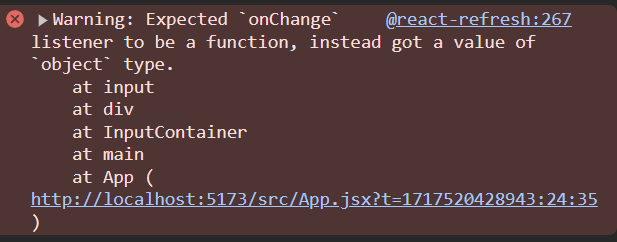 Warning: Expected `onChange` @react-refresh:267
listener to be a function, instead got a value of
`object` type.
at input
at div
at InputContainer
at main
at App (
http://localhost:5173/src/App.jsx?t=1717520428943:24:35
)